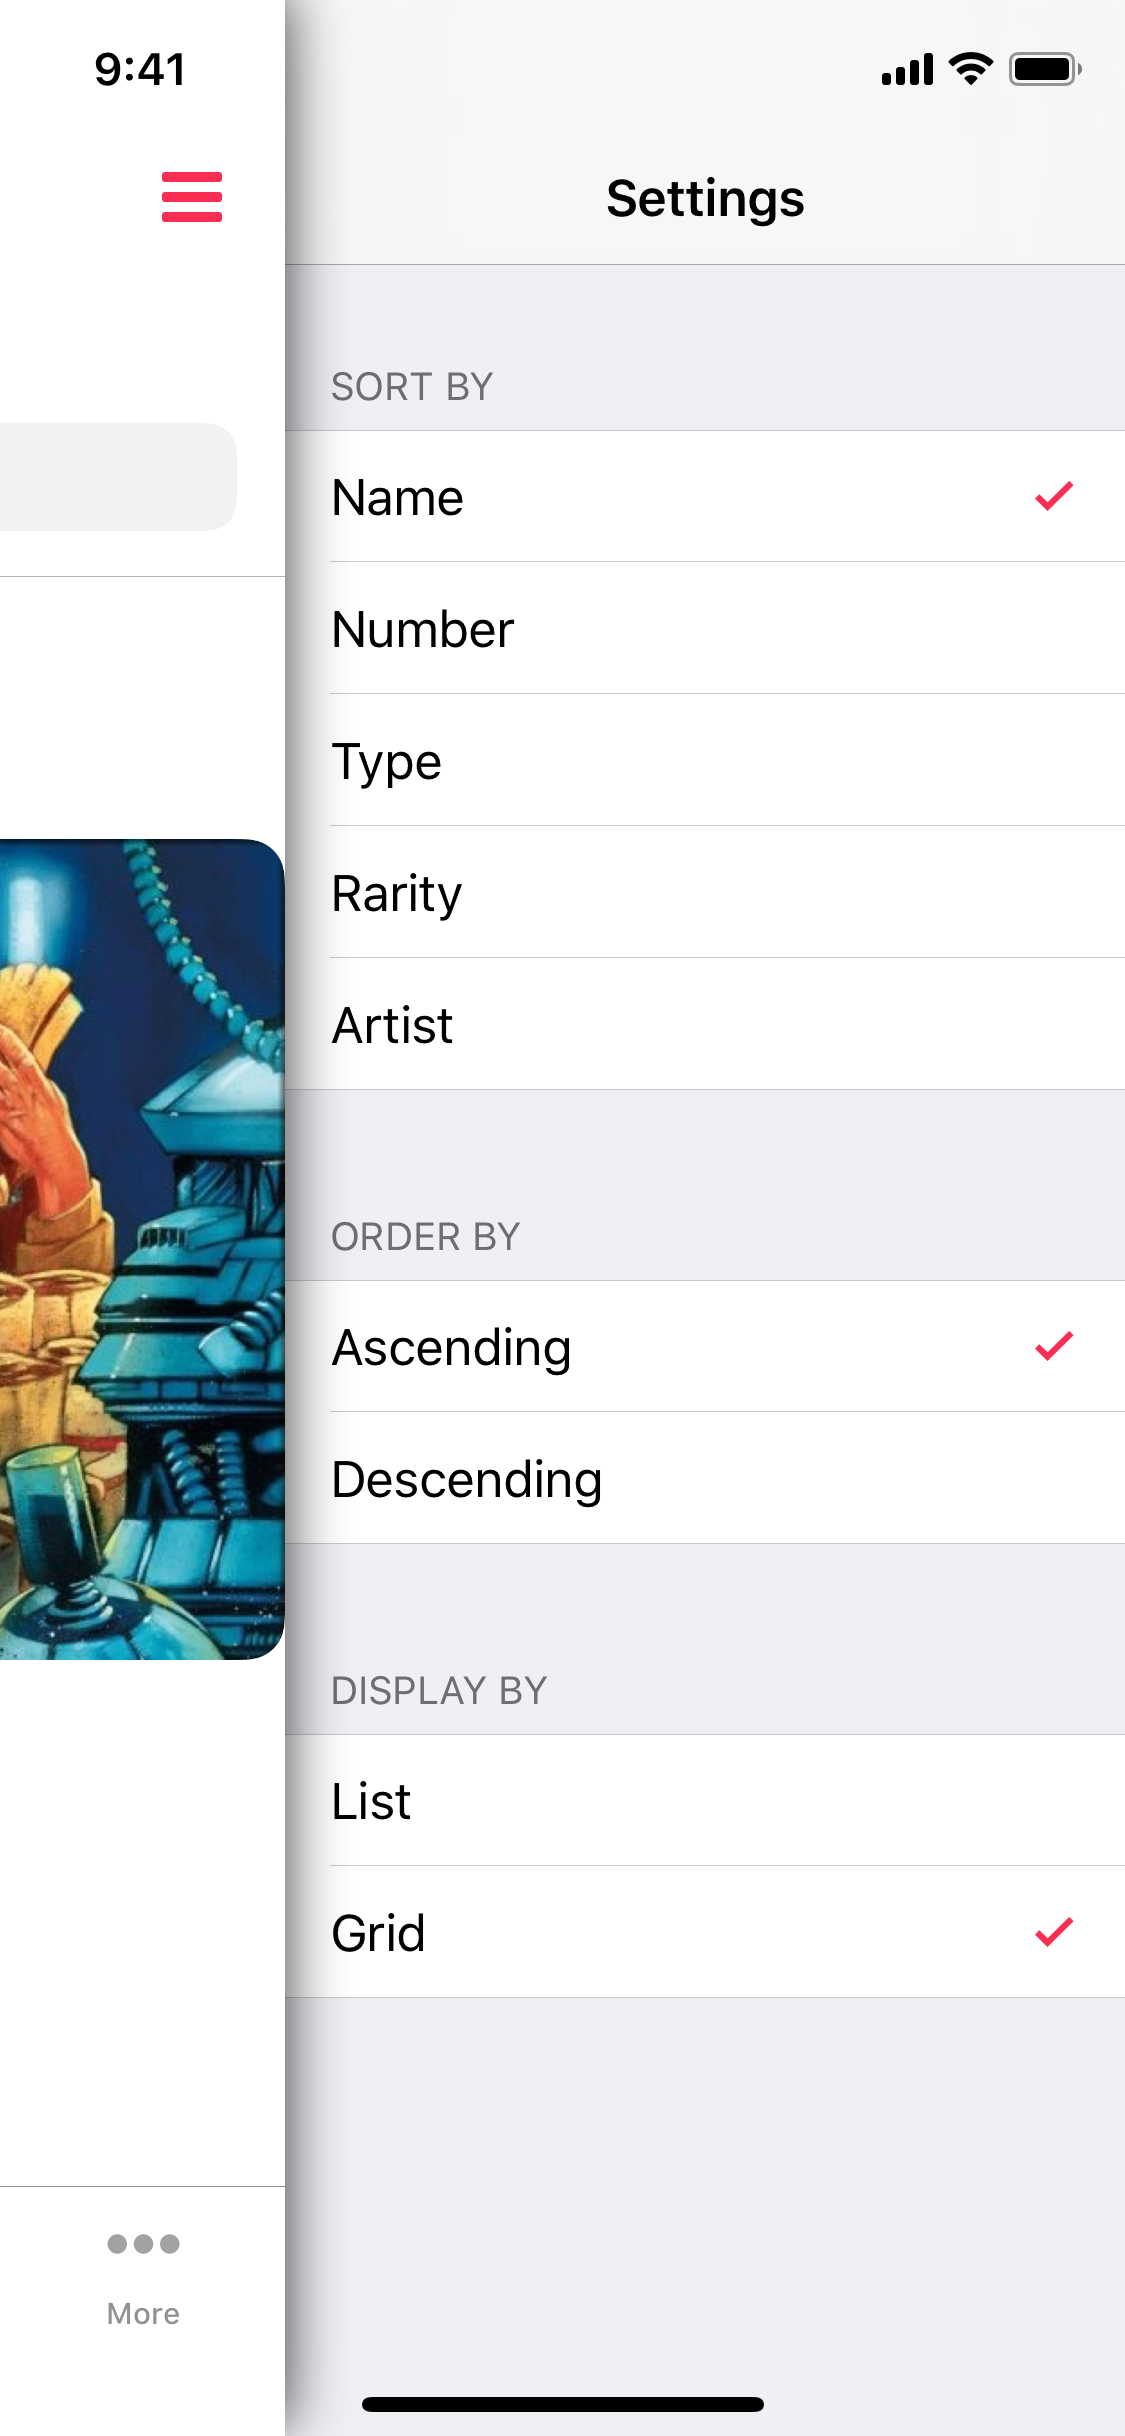 9:41
Settings
SORT BY
Name
Number
Type
Rarity
Artist
ORDER BY
Ascending
Descending
DISPLAY BY
List
Grid
More